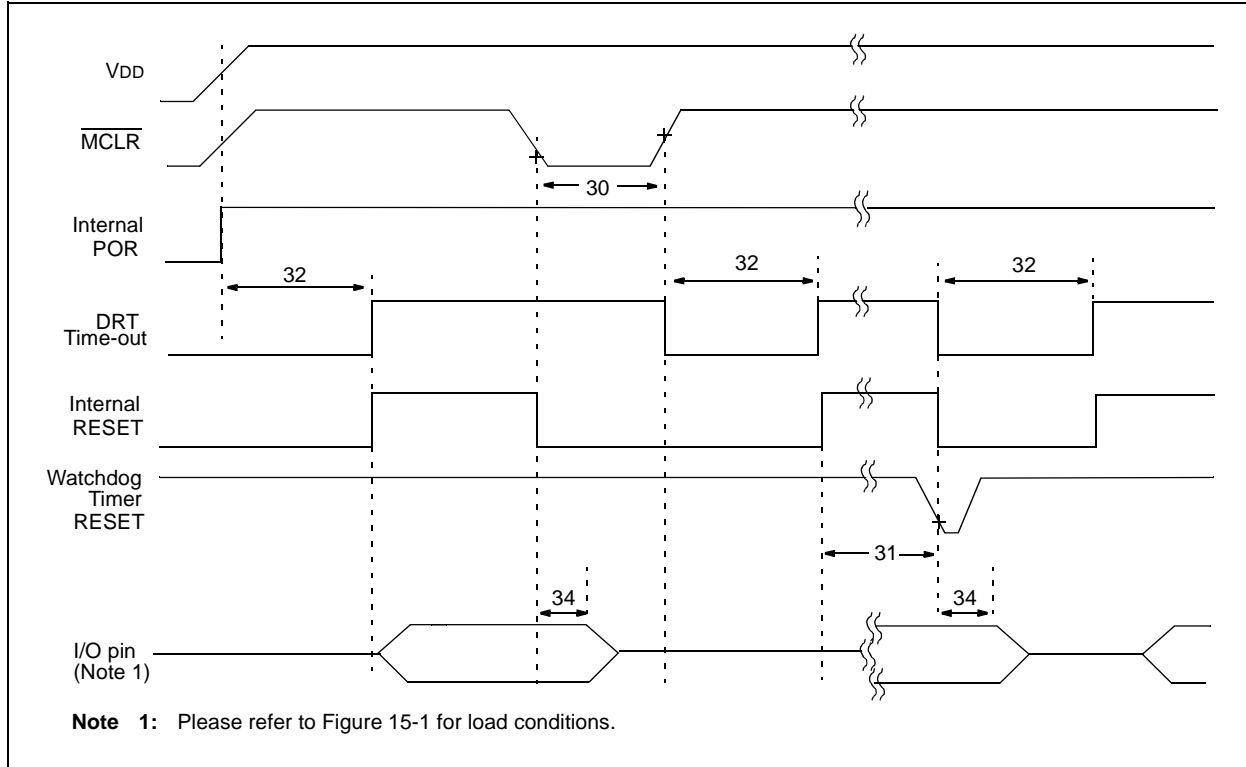 VDD
MCLR
30
Internal
POR
32
32
32
DRT
Time-out
Internal
RESET
Watchdog
Timer
RESET
31
34
34
I/O pin
(Note 1)
Note 1: Please refer to Figure 15-1 for load conditions.